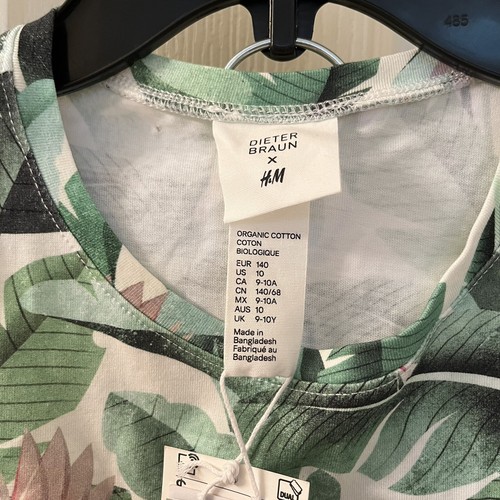 485
DIETER
BRAUN
X
H&M
ORGANIC COTTON
COTON
BIOLOGIQUE
EUR 140
US 10
CA 9-10A
CN 140/68
MX 9-10A
AUS 10
UK 9-10Y
Made in
Bangladesh
Fabriqué au
Bangladesh
DUAL